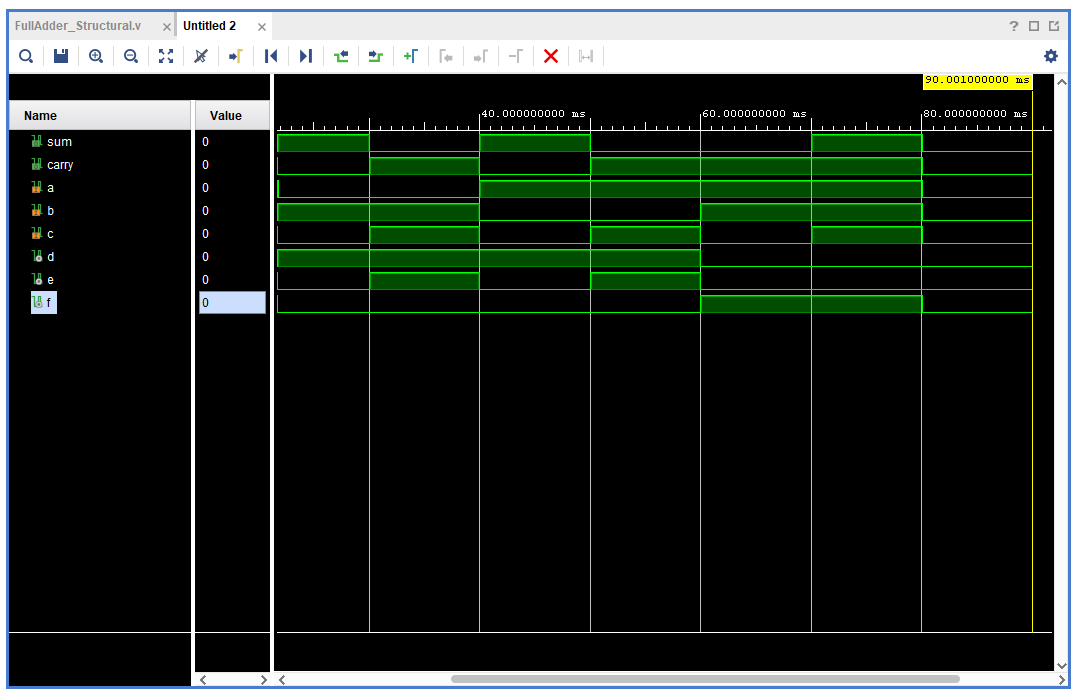 FullAdder_Structural.v × Untitled 2 × ?
90.001000000 ms
Name Value
40.000000000 ms 60.000000000 ms 80.000000000 ms
sum 0
carry 0
a 0
b 0
c 0
d 0
e 0
f 0